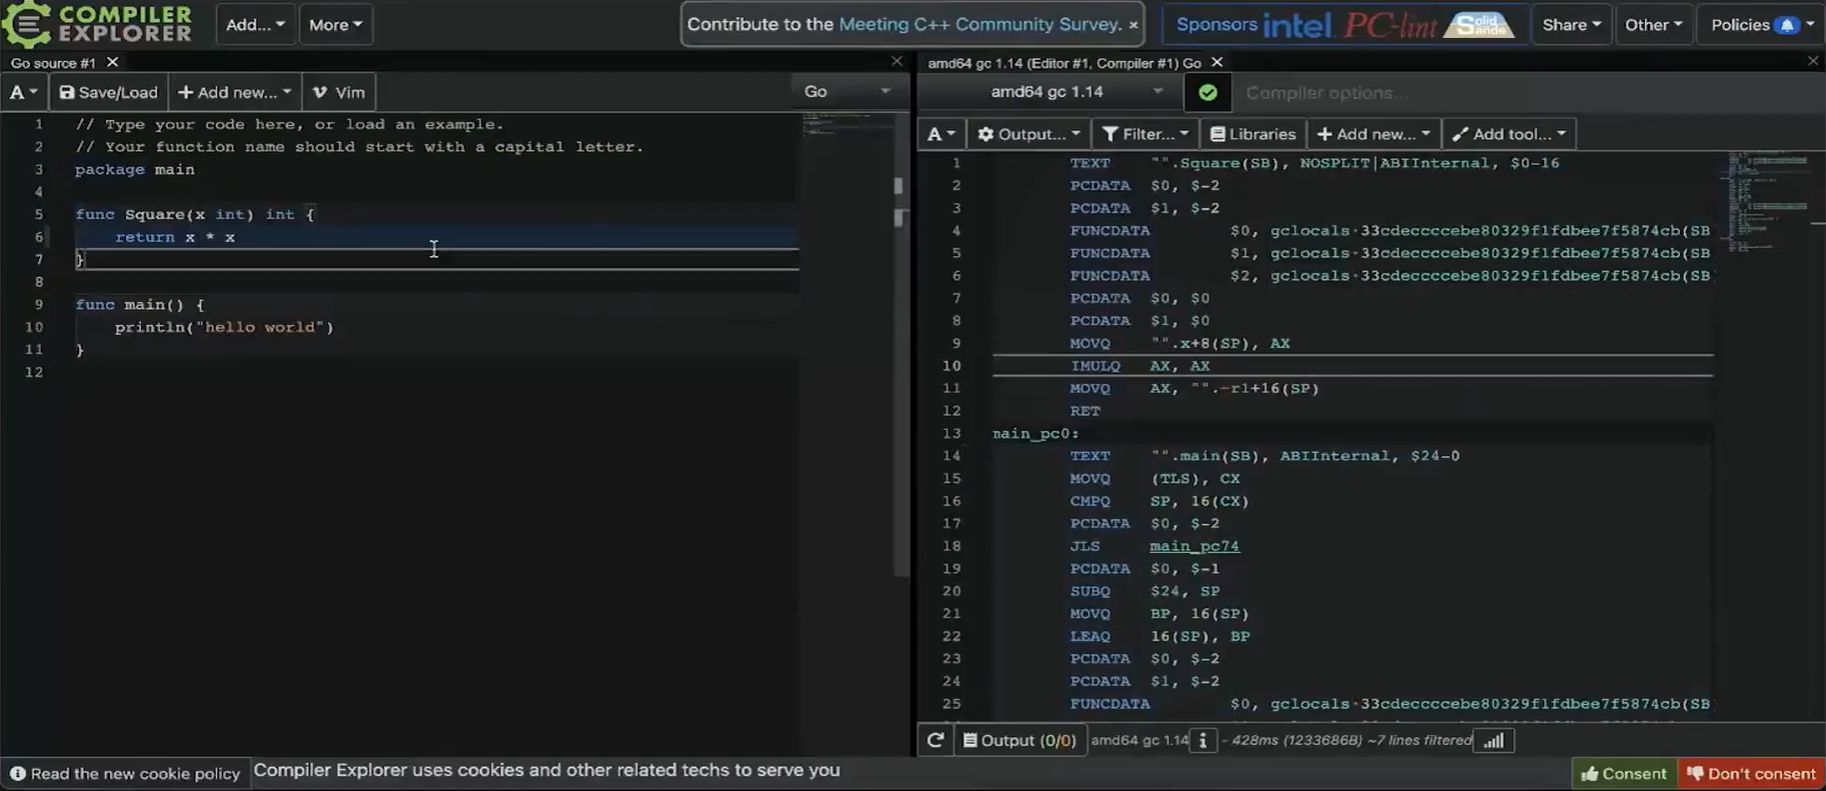 COMPILER EXPLORER
Add...
More
Contribute to the Meeting C++ Community Survey. ×
Sponsors intel. PC-lint Solid Sands
Share
Other
Policies
Go source #1
A
Save/Load
+ Add new...
Vim
Go
1 // Type your code here, or load an example.
2 // Your function name should start with a capital letter.
3 package main
4
5 func Square(x int) int {
6 return x * x
7 }
8
9 func main() {
10 println("hello world")
11 }
12
amd64 gc 1.14 (Editor #1, Compiler #1) Go
amd64 gc 1.14
Compiler options...
A
Output...
Filter...
Libraries
+ Add new...
Add tool...
1 TEXT "".Square(SB), NOSPLIT|ABIInternal, $0-16
2 PCDATA $0, $-2
3 PCDATA $1, $-2
4 FUNCDATA $0, gclocals·33cdeccccebe80329f1fdbee7f5874cb(SB
5 FUNCDATA $1, gclocals·33cdeccccebe80329f1fdbee7f5874cb(SB
6 FUNCDATA $2, gclocals·33cdeccccebe80329f1fdbee7f5874cb(SB
7 PCDATA $0, $0
8 PCDATA $1, $0
9 MOVQ "".x+8(SP), AX
10 IMULQ AX, AX
11 MOVQ AX, "".~r1+16(SP)
12 RET
13 main_pc0:
14 TEXT "".main(SB), ABIInternal, $24-0
15 MOVQ (TLS), CX
16 CMPQ SP, 16(CX)
17 PCDATA $0, $-2
18 JLS main_pc74
19 PCDATA $0, $-1
20 SUBQ $24, SP
21 MOVQ BP, 16(SP)
22 LEAQ 16(SP), BP
23 PCDATA $0, $-2
24 PCDATA $1, $-2
25 FUNCDATA $0, gclocals·33cdeccccebe80329f1fdbee7f5874cb(SB
Output (0/0) amd64 gc 1.14 i - 428ms (1233686B) ~7 lines filtered
Read the new cookie policy
Compiler Explorer uses cookies and other related techs to serve you
Consent
Don't consent